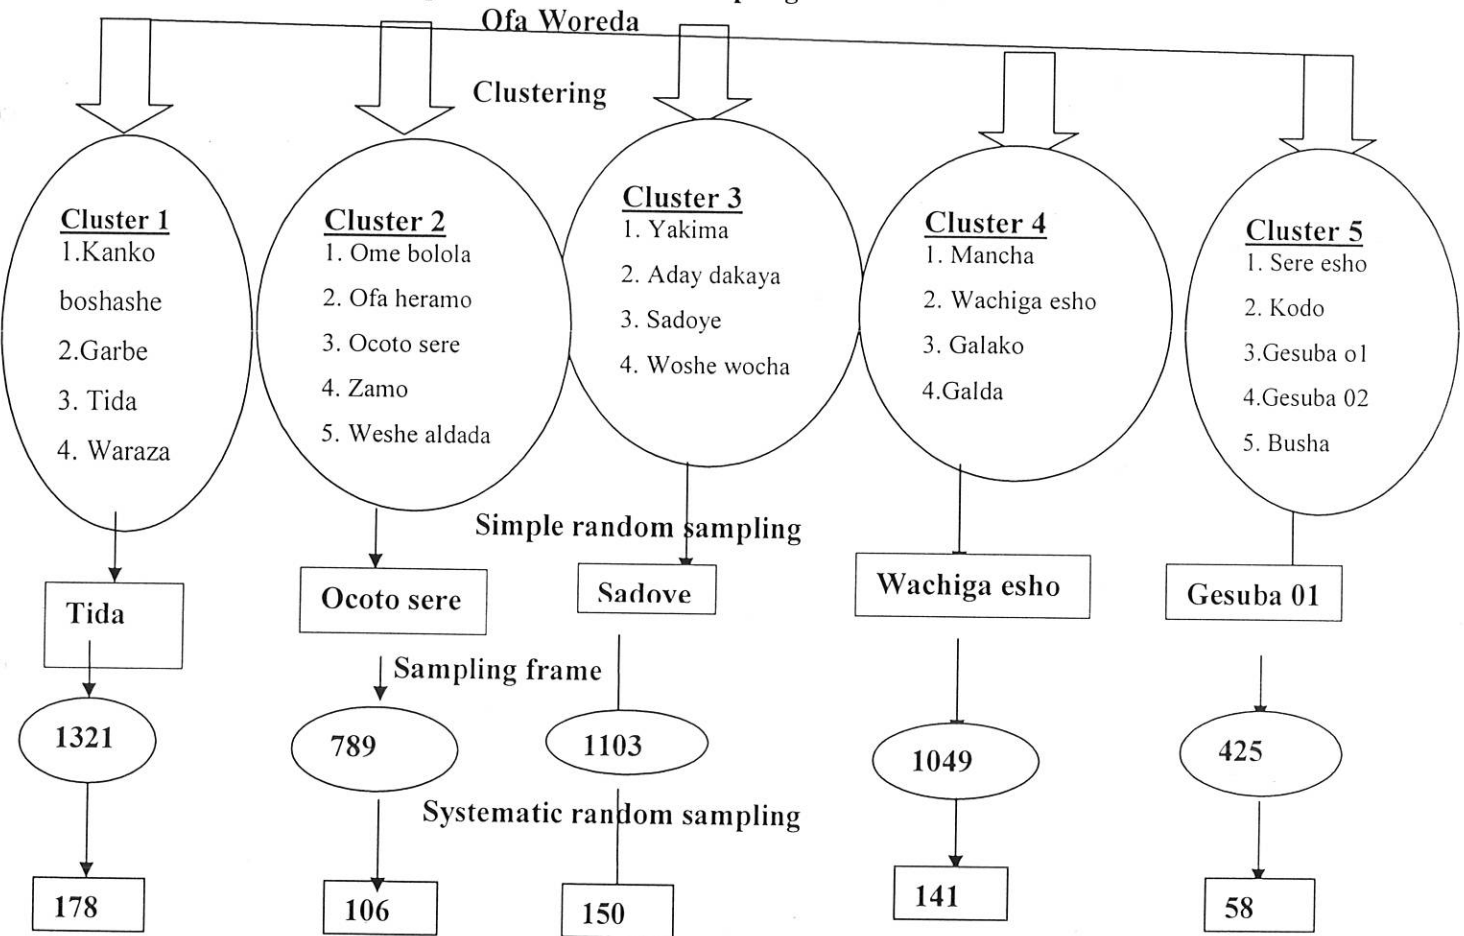 sampling
Ofa Woreda
Clustering
Cluster 1
1.Kanko
boshashe
2.Garbe
3. Tida
4. Waraza
Cluster 2
1. Ome bolola
2. Ofa heramo
3. Ocoto sere
4. Zamo
5. Weshe aldada
Cluster 3
1. Yakima
2. Aday dakaya
3. Sadoye
4. Woshe wocha
Cluster 4
1. Mancha
2. Wachiga esho
3. Galako
4.Galda
Cluster 5
1. Sere esho
2. Kodo
3.Gesuba o1
4.Gesuba 02
5. Busha
Simple random sampling
Tida
Ocoto sere
Sadoye
Wachiga esho
Gesuba 01
Sampling frame
1321
789
1103
1049
425
Systematic random sampling
178
106
150
141
58